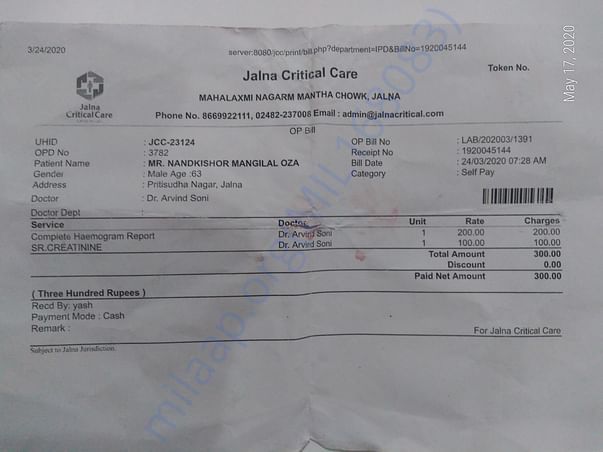 3/24/2020 server:8080/jcc/print/bill.php?department=IPD&BillNo=1920045144
May 17, 2020
Token No.
Jalna Critical Care
Jalna
Critical Care
MAHALAXMI NAGARM MANTHA CHOWK, JALNA
Phone No. 8669922111, 02482-237008 Email : admin@jalnacritical.com
OP Bill
UHID : JCC-23124 OP Bill No : LAB/202003/1391
OPD No : 3782 Receipt No : 1920045144
Patient Name : MR. NANDKISHOR MANGILAL OZA Bill Date : 24/03/2020 07:28 AM
Gender : Male Age :63 Category : Self Pay
Address : Pritisudha Nagar, Jalna
Doctor : Dr. Arvind Soni
Doctor Dept :
Service Doctor Unit Rate Charges
Complete Haemogram Report Dr. Arvind Soni 1 200.00 200.00
SR.CREATININE Dr. Arvind Soni 1 100.00 100.00
Total Amount 300.00
Discount 0.00
Paid Net Amount 300.00
( Three Hundred Rupees )
Recd By: yash
Payment Mode : Cash
Remark :
For Jalna Critical Care
Subject to Jalna Jurisdiction.